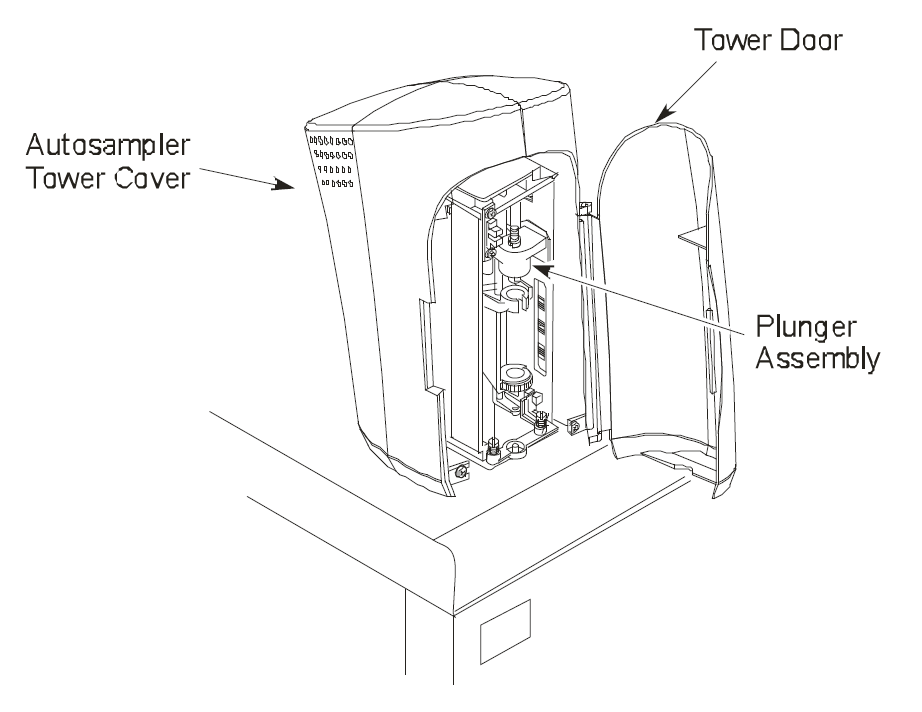 Tower Door
Autosampler
Tower Cover
Plunger
Assembly